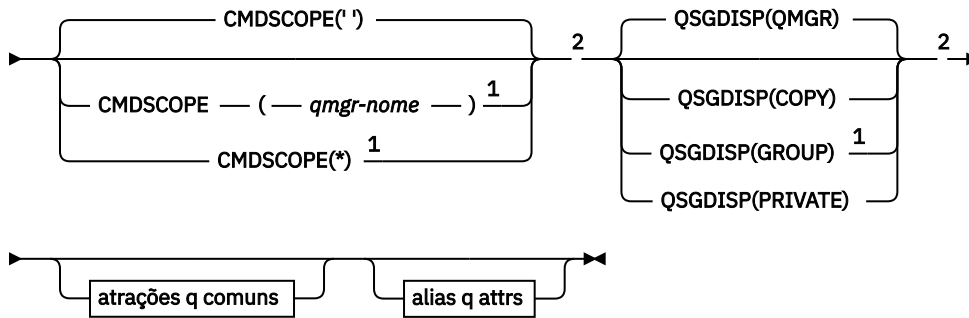 CMDSCOPE(' ') 2 QSGDISP(QMGR) 2
CMDSCOPE ( qmgr-nome ) 1 QSGDISP(COPY)
CMDSCOPE(*) 1 QSGDISP(GROUP) 1
QSGDISP(PRIVATE)
atrações q comuns alias q attrs